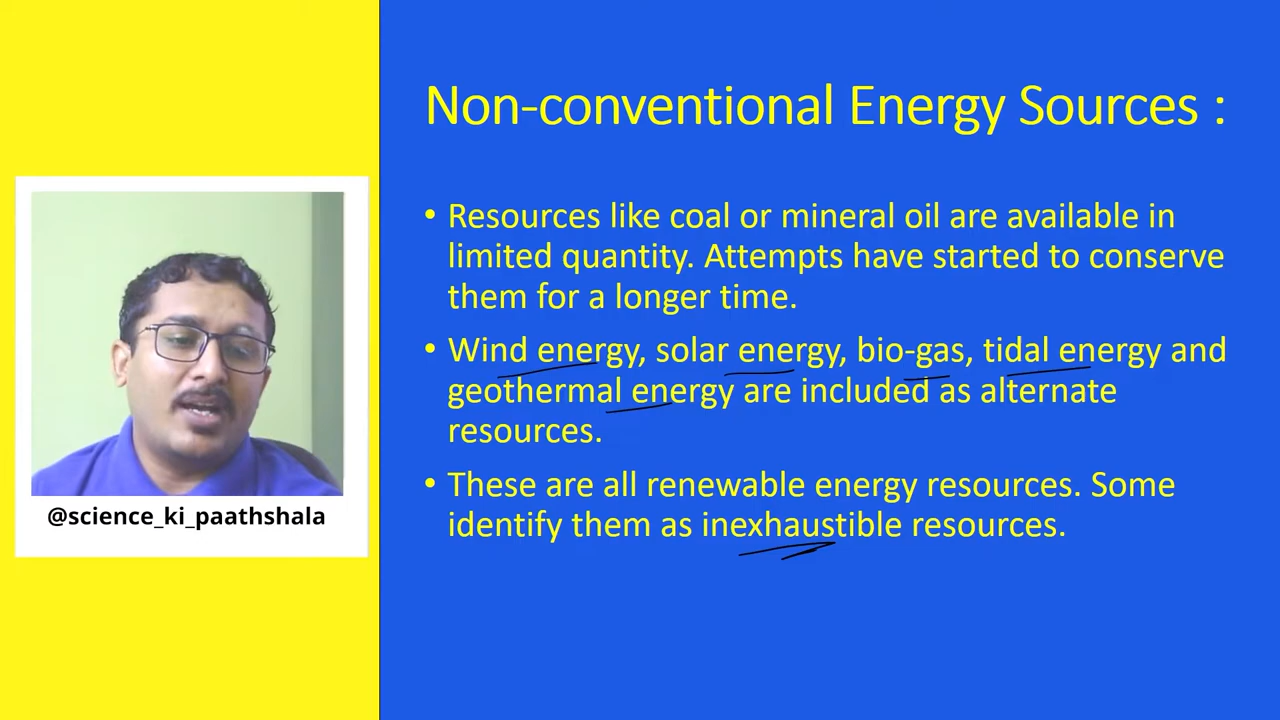 Non-conventional Energy Sources :
• Resources like coal or mineral oil are available in
limited quantity. Attempts have started to conserve
them for a longer time.
• Wind energy, solar energy, bio-gas, tidal energy and
geothermal energy are included as alternate
resources.
• These are all renewable energy resources. Some
identify them as inexhaustible resources.
@science_ki_paathshala